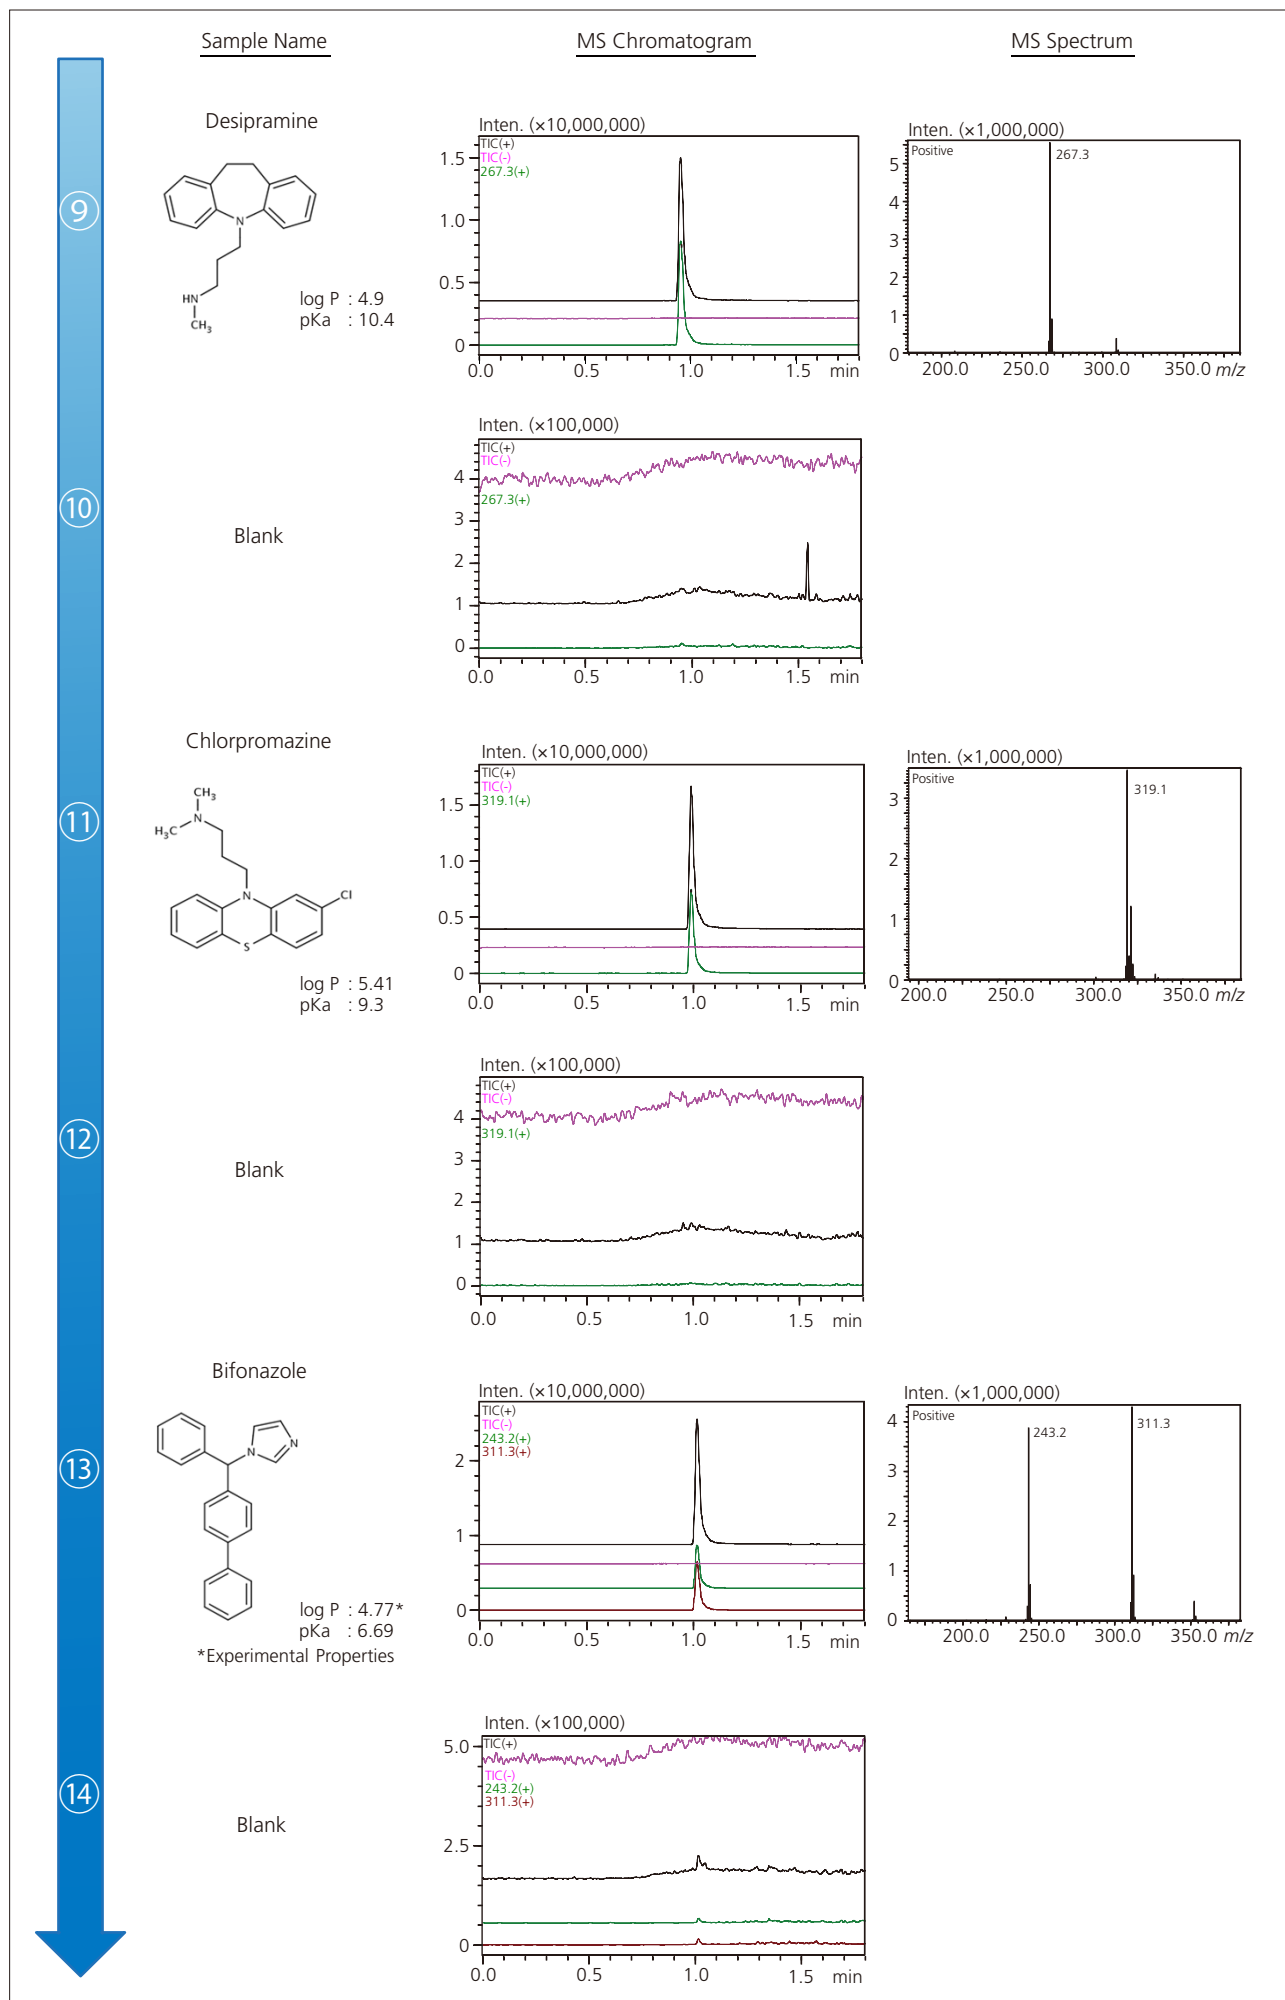 Sample Name
MS Chromatogram
MS Spectrum
9
Desipramine
N
HN
CH₃
log P : 4.9
pKa : 10.4
Inten. (×10,000,000)
TIC(+)
TIC(-)
267.3(+)
1.5
1.0
0.5
0
0.0 0.5 1.0 1.5 min
Inten. (×1,000,000)
Positive
267.3
5
4
3
2
1
0
200.0 250.0 300.0 350.0 m/z
10
Blank
Inten. (×100,000)
TIC(+)
TIC(-)
267.3(+)
4
3
2
1
0
0.0 0.5 1.0 1.5 min
11
Chlorpromazine
CH₃
H₃C
N
N
Cl
S
log P : 5.41
pKa : 9.3
Inten. (×10,000,000)
TIC(+)
TIC(-)
319.1(+)
1.5
1.0
0.5
0
0.0 0.5 1.0 1.5 min
Inten. (×1,000,000)
Positive
319.1
3
2
1
0
200.0 250.0 300.0 350.0 m/z
12
Blank
Inten. (×100,000)
TIC(+)
TIC(-)
319.1(+)
4
3
2
1
0
0.0 0.5 1.0 1.5 min
13
Bifonazole
N
N
log P : 4.77*
pKa : 6.69
*Experimental Properties
Inten. (×10,000,000)
TIC(+)
TIC(-)
243.2(+)
311.3(+)
2
1
0
0.0 0.5 1.0 1.5 min
Inten. (×1,000,000)
Positive
243.2
311.3
4
3
2
1
0
200.0 250.0 300.0 350.0 m/z
14
Blank
Inten. (×100,000)
TIC(+)
TIC(-)
243.2(+)
311.3(+)
5.0
2.5
0
0.0 0.5 1.0 1.5 min